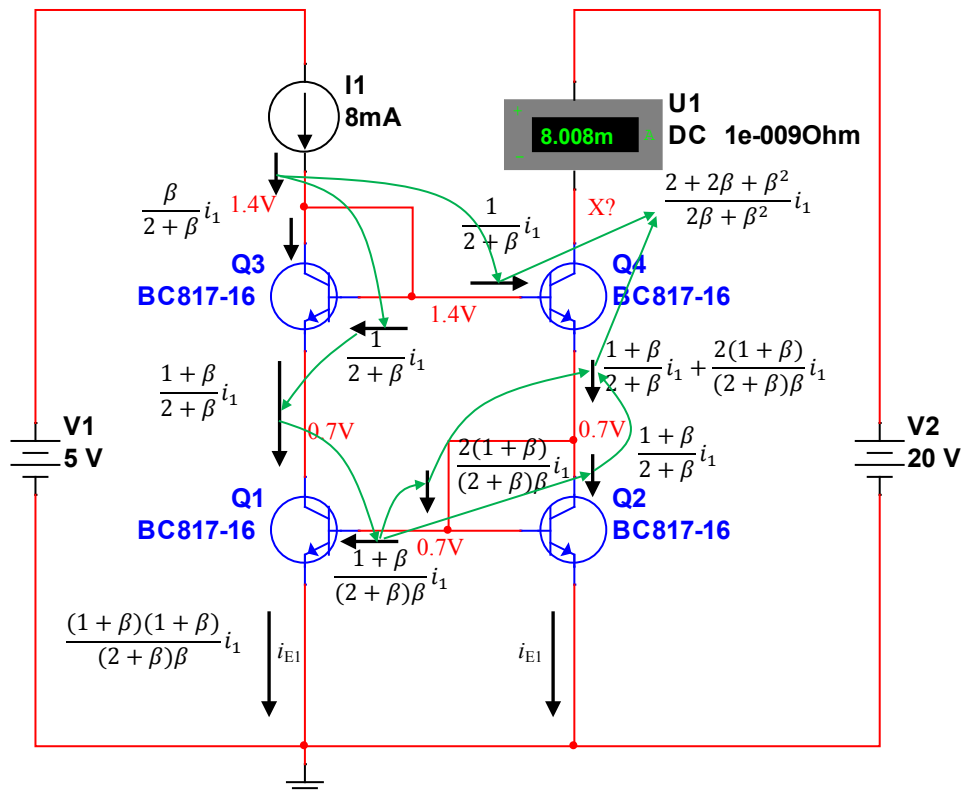 I1
8mA
U1
DC 1e-009Ohm
+
8.008m
A
−
β/(2 + β) i₁
1.4V
1/(2 + β) i₁
X?
(2 + 2β + β²)/(2β + β²) i₁
Q3
BC817-16
Q4
BC817-16
1.4V
1/(2 + β) i₁
(1 + β)/(2 + β) i₁
(1 + β)/(2 + β) i₁ + 2(1 + β)/((2 + β)β) i₁
V1
5 V
0.7V
0.7V
V2
20 V
2(1 + β)/((2 + β)β) i₁
(1 + β)/(2 + β) i₁
Q1
BC817-16
Q2
BC817-16
0.7V
(1 + β)/((2 + β)β) i₁
(1 + β)(1 + β)/((2 + β)β) i₁
iE1
iE1